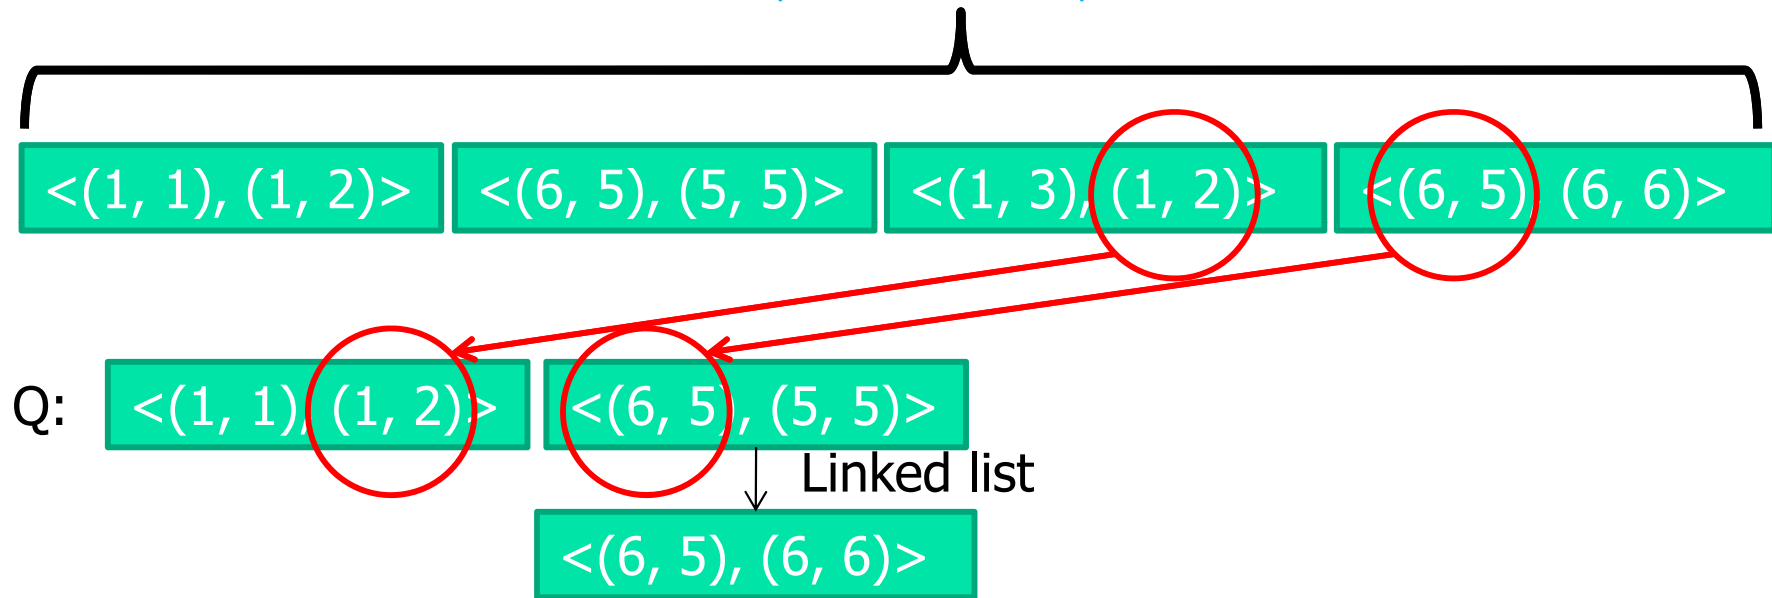 <(1, 1), (1, 2)> <(6, 5), (5, 5)> <(1, 3), (1, 2)> <(6, 5), (6, 6)>
Q: <(1, 1), (1, 2)> <(6, 5), (5, 5)>
Linked list
<(6, 5), (6, 6)>